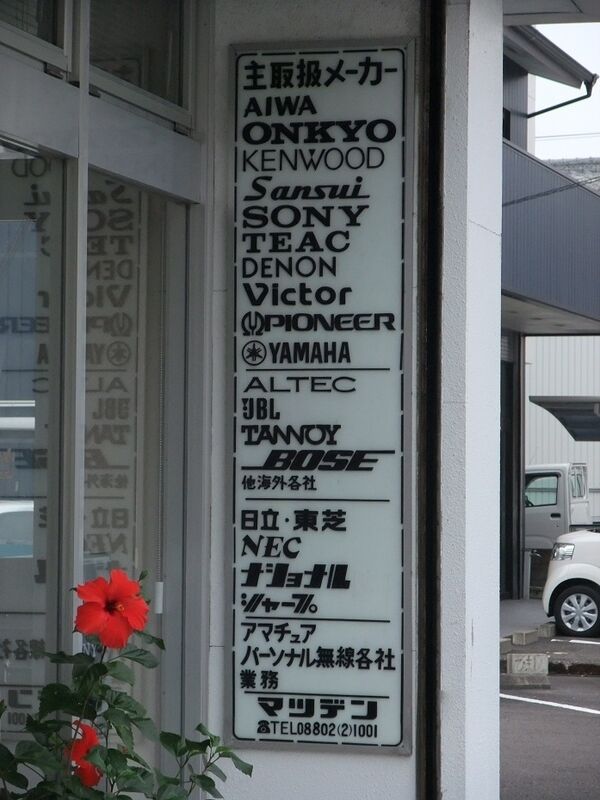 主取扱メーカー
AIWA
ONKYO
KENWOOD
Sansui
SONY
TEAC
DENON
Victor
PIONEER
YAMAHA
ALTEC
JBL
TANNOY
BOSE
他海外各社
日立・東芝
NEC
ナショナル
シャープ
アマチュア
パーソナル無線各社
業務
マツデン
☎TEL08802(2)1001